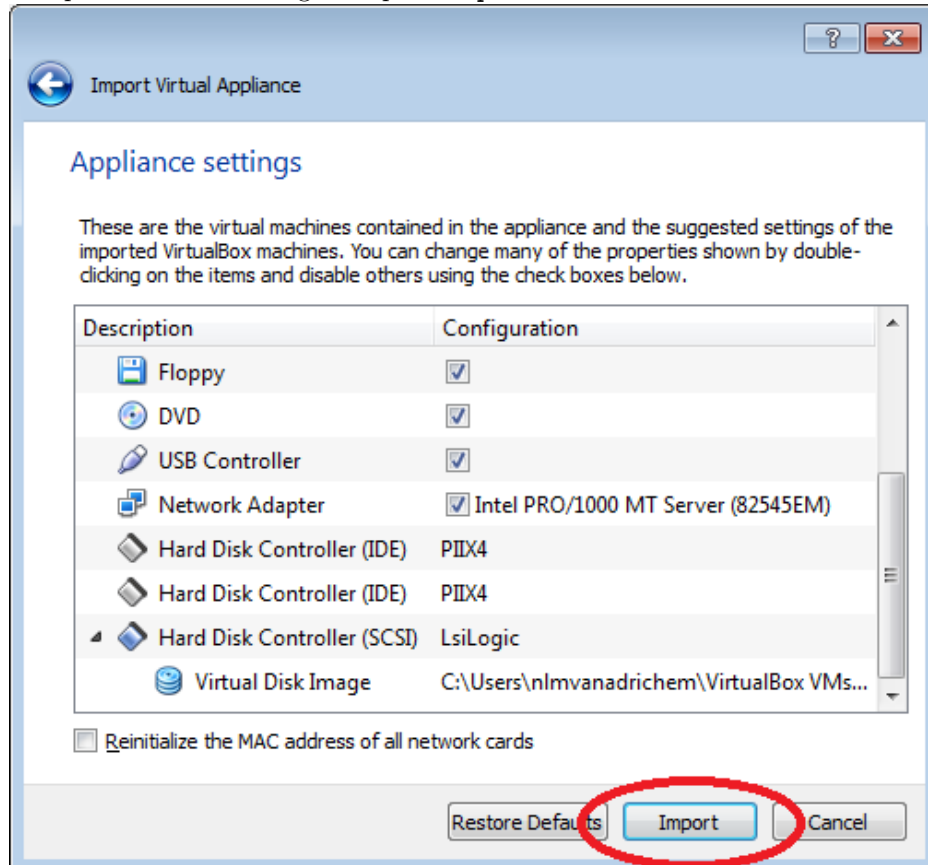 Import Virtual Appliance
Appliance settings
These are the virtual machines contained in the appliance and the suggested settings of the
imported VirtualBox machines. You can change many of the properties shown by double-
clicking on the items and disable others using the check boxes below.
Description Configuration
Floppy
DVD
USB Controller
Network Adapter Intel PRO/1000 MT Server (82545EM)
Hard Disk Controller (IDE) PIIX4
Hard Disk Controller (IDE) PIIX4
Hard Disk Controller (SCSI) LsiLogic
Virtual Disk Image C:\Users\nlmvanadrichem\VirtualBox VMs...
Reinitialize the MAC address of all network cards
Restore Defaults Import Cancel